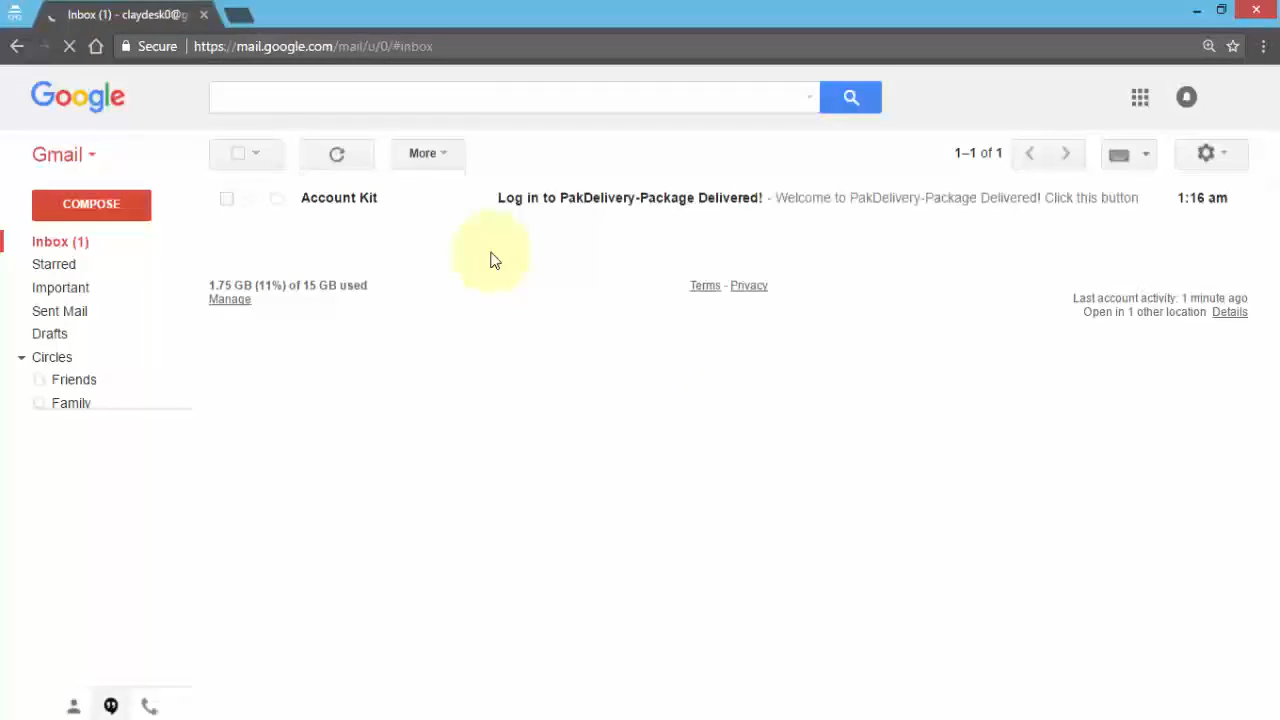 Inbox (1) - claydesk0@g
Secure https://mail.google.com/mail/u/0/#inbox
Google
Gmail
More
1–1 of 1
COMPOSE
Account Kit Log in to PakDelivery-Package Delivered! - Welcome to PakDelivery-Package Delivered! Click this button 1:16 am
Inbox (1)
Starred
Important
Sent Mail
Drafts
Circles
Friends
Family
1.75 GB (11%) of 15 GB used
Manage
Terms - Privacy
Last account activity: 1 minute ago
Open in 1 other location Details